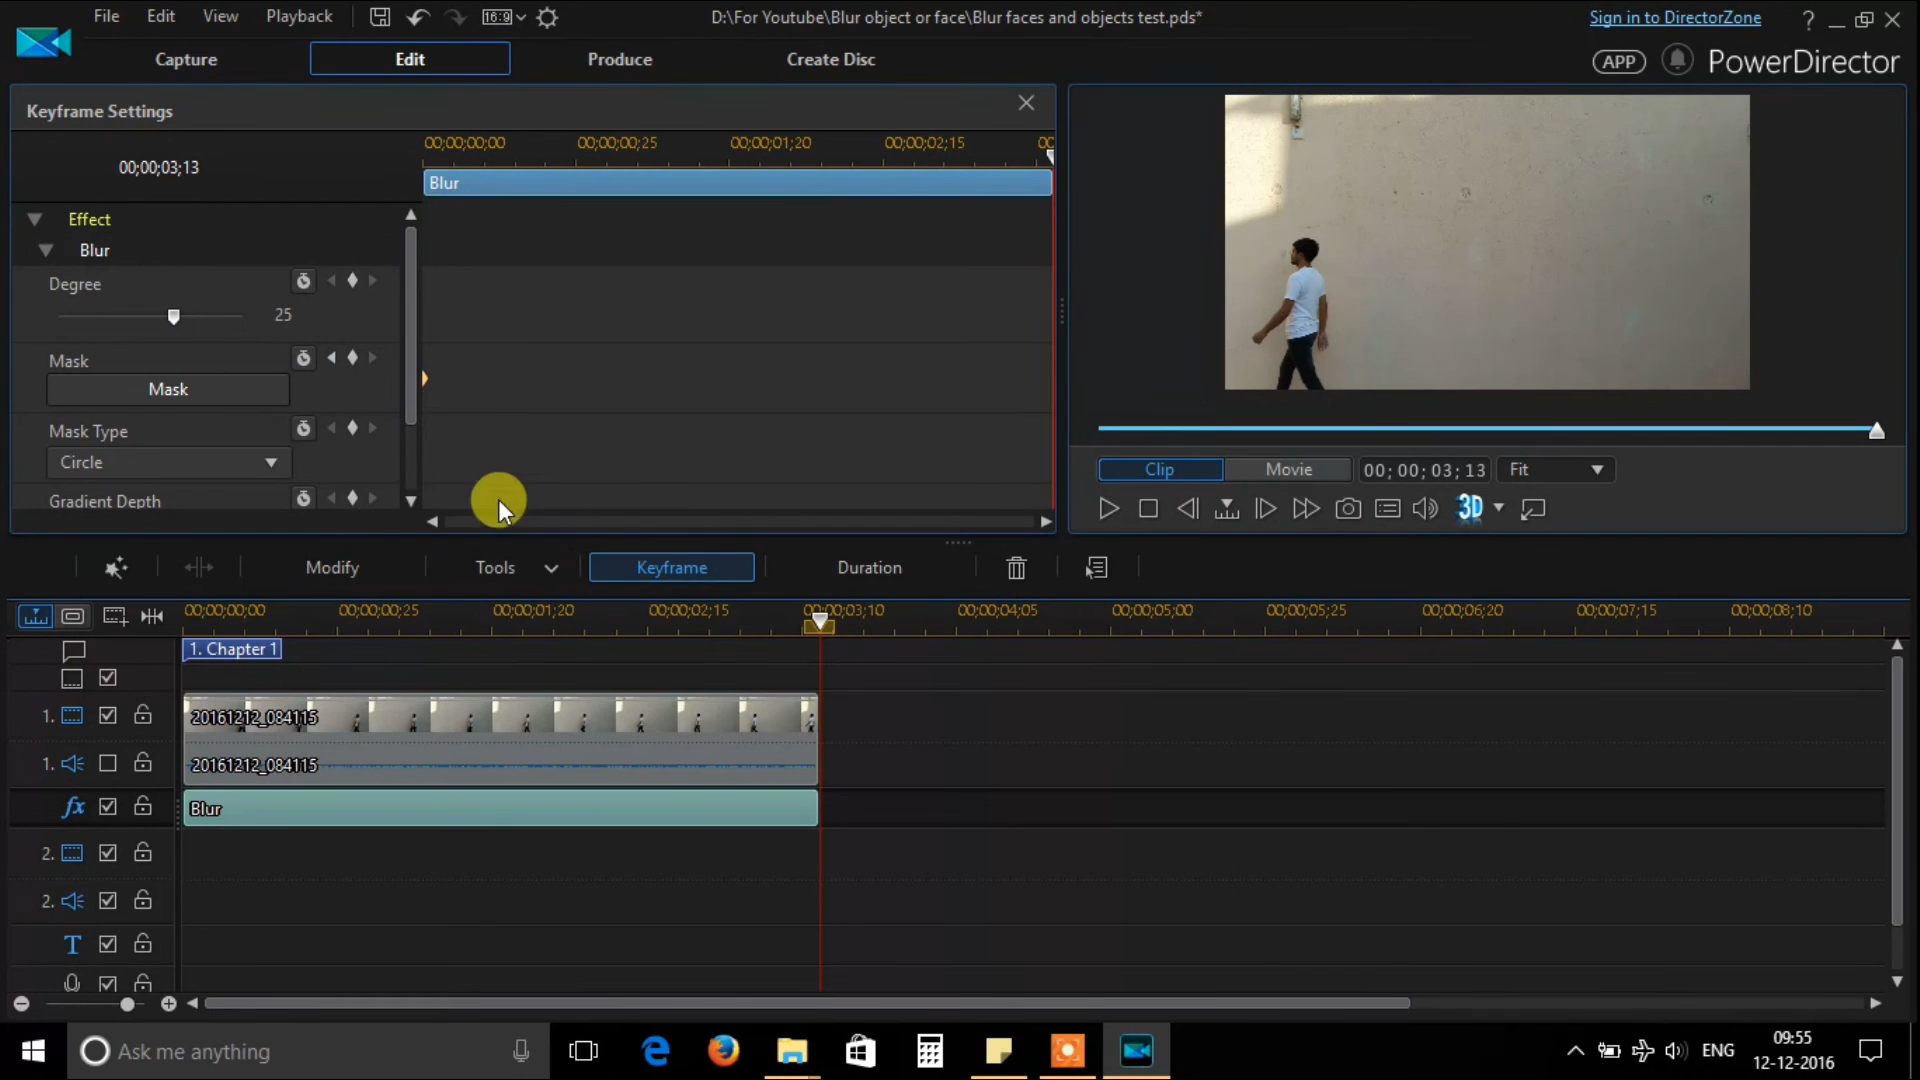 File Edit View Playback 16:9 D:\For Youtube\Blur object or face\Blur faces and objects test.pds* Sign in to DirectorZone ?
Capture Edit Produce Create Disc APP PowerDirector
Keyframe Settings
00;00;03;13 00;00;00;00 00;00;00;25 00;00;01;20 00;00;02;15 00
Blur
Effect
Blur
Degree
25
Mask
Mask
Mask Type
Circle
Gradient Depth
Clip Movie 00; 00; 03; 13 Fit
3D
Modify Tools Keyframe Duration
00;00;00;00 00;00;00;25 00;00;01;20 00;00;02;15 00;00;03;10 00;00;04;05 00;00;05;00 00;00;05;25 00;00;06;20 00;00;07;15 00;00;08;10
1. Chapter 1
1. 20161212_084115
1. 20161212_084115
fx Blur
2.
2.
T
Ask me anything ENG 09:55
12-12-2016